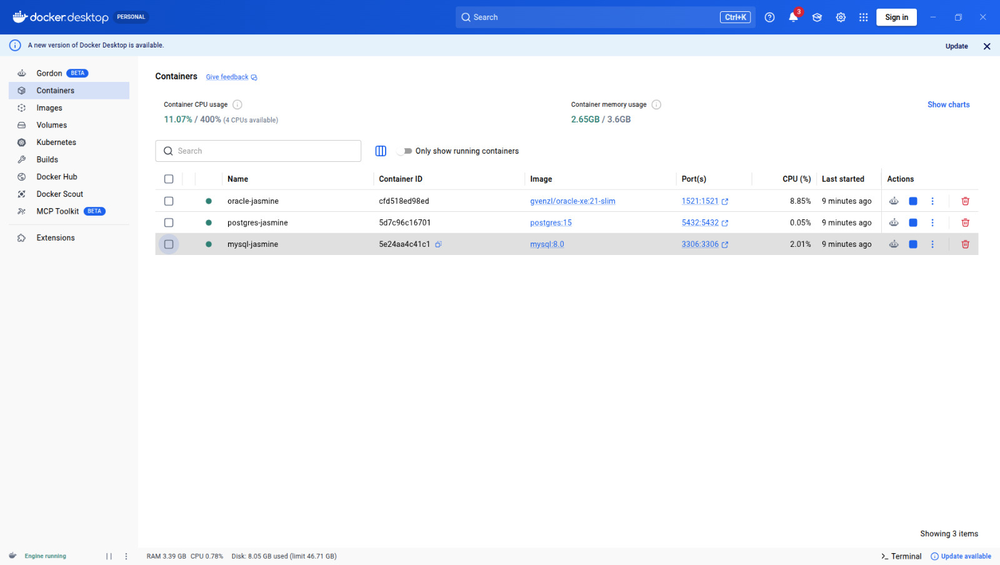 docker desktop PERSONAL
Search Ctrl+K
3
Sign in
A new version of Docker Desktop is available.
Update
Gordon BETA
Containers
Images
Volumes
Kubernetes
Builds
Docker Hub
Docker Scout
MCP Toolkit BETA
Extensions
Containers Give feedback
Container CPU usage
11.07% / 400% (4 CPUs available)
Container memory usage
2.65GB / 3.6GB
Show charts
Search
Only show running containers
Name Container ID Image Port(s) CPU (%) Last started Actions
oracle-jasmine cfd518ed98ed gvenzl/oracle-xe:21-slim 1521:1521 8.85% 9 minutes ago
postgres-jasmine 5d7c96c16701 postgres:15 5432:5432 0.05% 9 minutes ago
mysql-jasmine 5e24aa4c41c1 mysql:8.0 3306:3306 2.01% 9 minutes ago
Showing 3 items
Engine running
RAM 3.39 GB CPU 0.78% Disk: 8.05 GB used (limit 46.71 GB)
Terminal
Update available